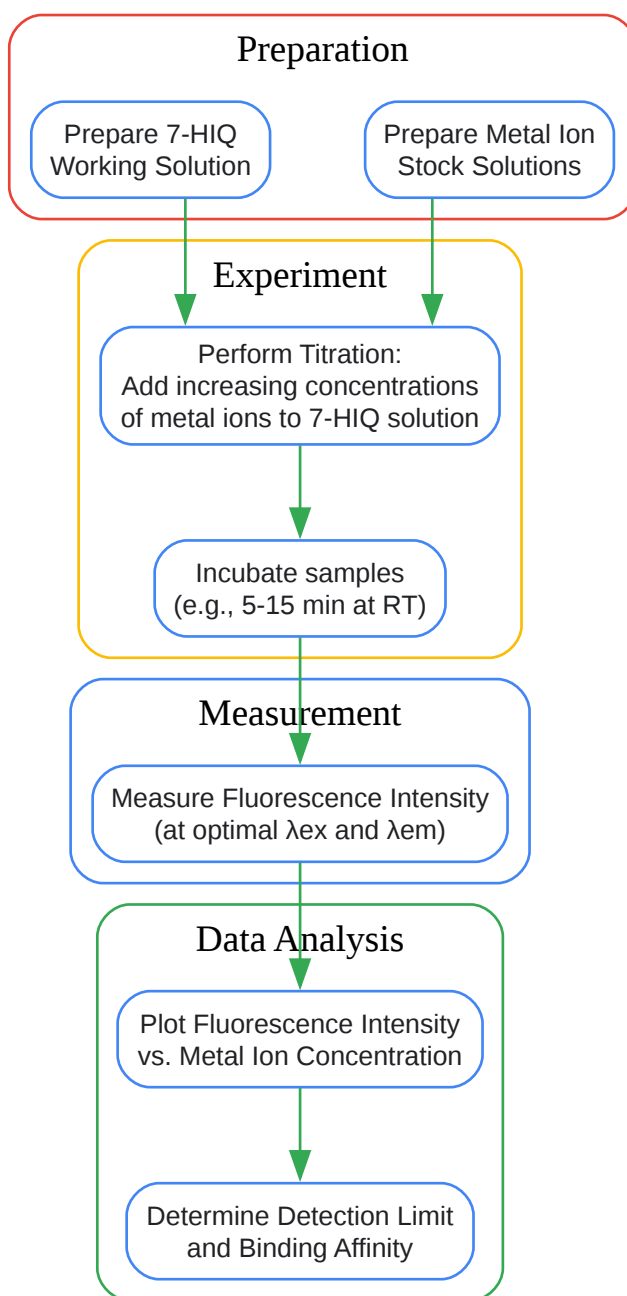 Preparation
Prepare 7-HIQ
Working Solution
Prepare Metal Ion
Stock Solutions
Experiment
Perform Titration:
Add increasing concentrations
of metal ions to 7-HIQ solution
Incubate samples
(e.g., 5-15 min at RT)
Measurement
Measure Fluorescence Intensity
(at optimal λex and λem)
Data Analysis
Plot Fluorescence Intensity
vs. Metal Ion Concentration
Determine Detection Limit
and Binding Affinity